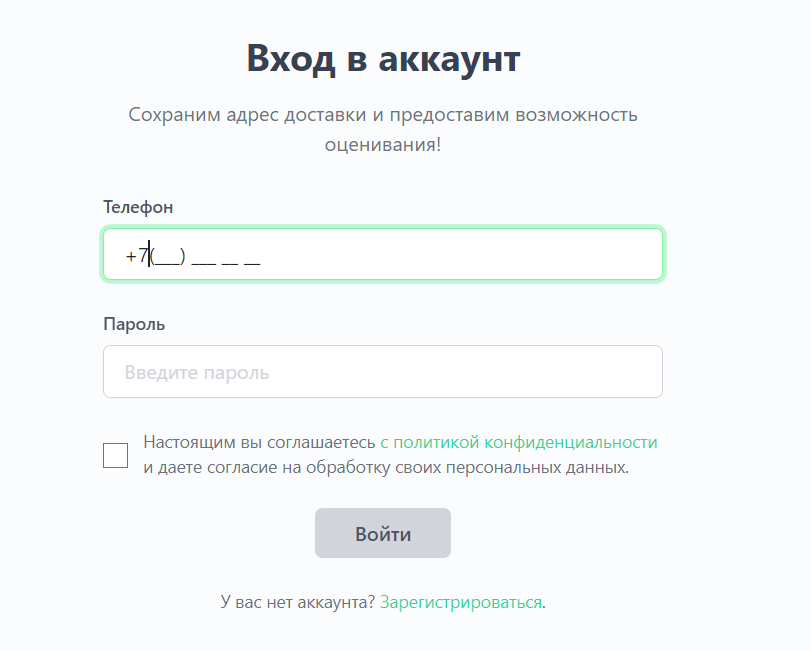 Вход в аккаунт
Сохраним адрес доставки и предоставим возможность
оценивания!
Телефон
+7(___) ___ __ __
Пароль
Введите пароль
Настоящим вы соглашаетесь с политикой конфиденциальности
и даете согласие на обработку своих персональных данных.
Войти
У вас нет аккаунта? Зарегистрироваться.